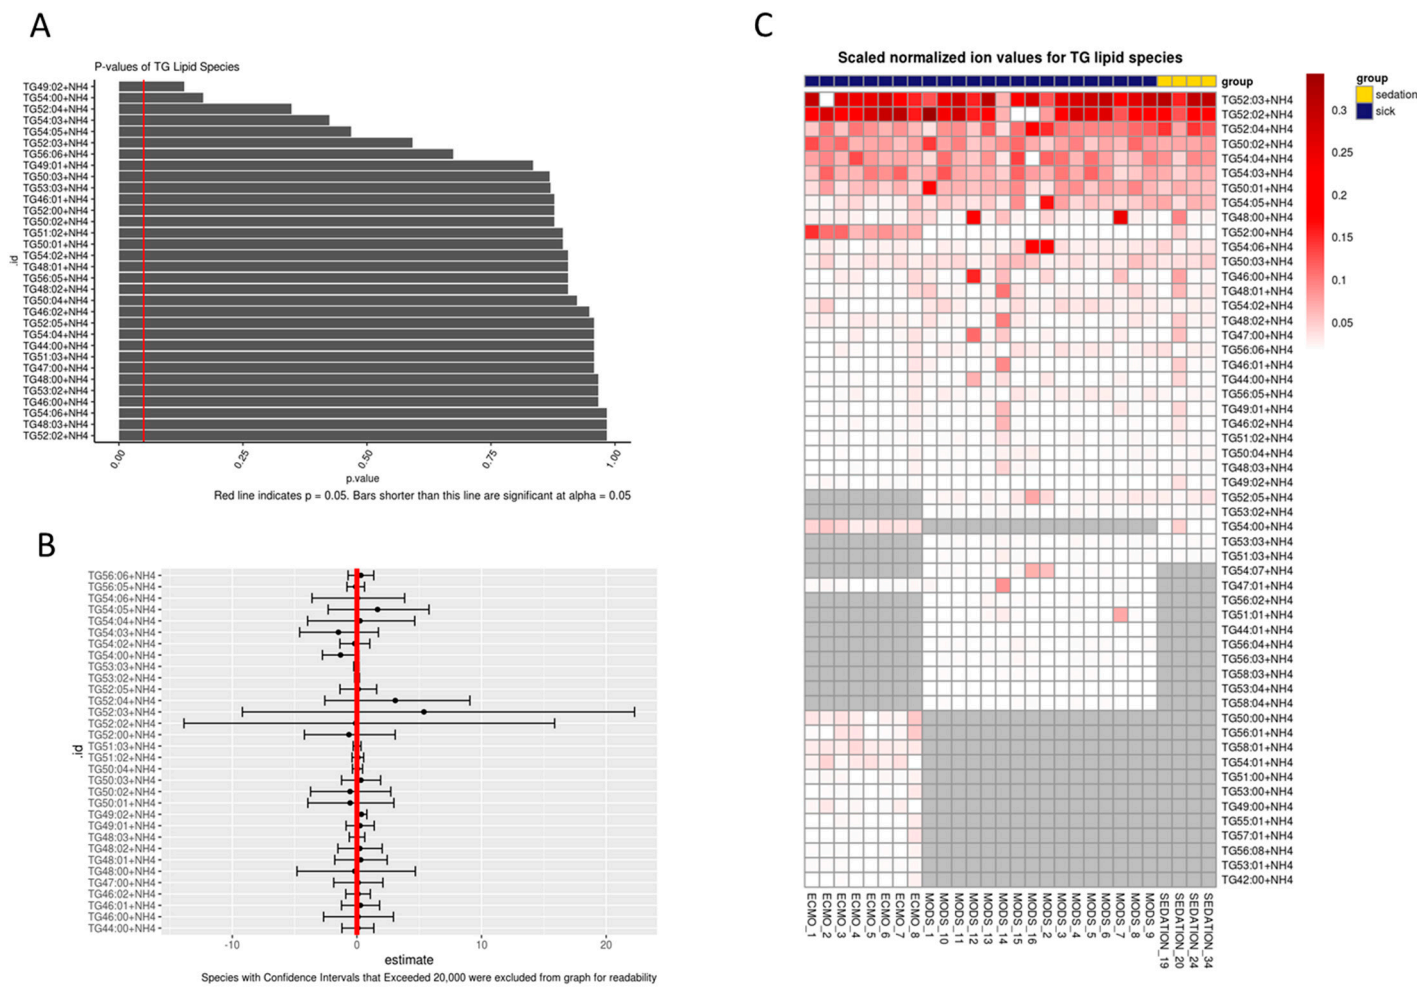 A
P-values of TG Lipid Species
TG49:02+NH4
TG54:00+NH4
TG52:04+NH4
TG54:03+NH4
TG54:05+NH4
TG52:03+NH4
TG56:06+NH4
TG49:01+NH4
TG50:03+NH4
TG53:03+NH4
TG46:01+NH4
TG52:00+NH4
TG50:02+NH4
TG51:02+NH4
TG50:01+NH4
TG54:02+NH4
TG48:01+NH4
TG56:05+NH4
TG48:02+NH4
TG50:04+NH4
TG46:02+NH4
TG52:05+NH4
TG54:04+NH4
TG44:00+NH4
TG51:03+NH4
TG47:00+NH4
TG48:00+NH4
TG53:02+NH4
TG46:00+NH4
TG54:06+NH4
TG48:03+NH4
TG52:02+NH4
.id
0.00 0.25 0.50 0.75 1.00
p.value
Red line indicates p = 0.05. Bars shorter than this line are significant at alpha = 0.05
B
TG56:06+NH4
TG56:05+NH4
TG54:06+NH4
TG54:05+NH4
TG54:04+NH4
TG54:03+NH4
TG54:02+NH4
TG54:00+NH4
TG53:03+NH4
TG53:02+NH4
TG52:05+NH4
TG52:04+NH4
TG52:03+NH4
TG52:02+NH4
TG52:00+NH4
TG51:03+NH4
TG51:02+NH4
TG50:04+NH4
TG50:03+NH4
TG50:02+NH4
TG50:01+NH4
TG49:02+NH4
TG49:01+NH4
TG48:03+NH4
TG48:02+NH4
TG48:01+NH4
TG48:00+NH4
TG47:00+NH4
TG46:02+NH4
TG46:01+NH4
TG46:00+NH4
TG44:00+NH4
.id
-10 0 10 20
estimate
Species with Confidence Intervals that Exceeded 20,000 were excluded from graph for readability
C
Scaled normalized ion values for TG lipid species
group
TG52:03+NH4
TG52:02+NH4
TG52:04+NH4
TG50:02+NH4
TG54:04+NH4
TG54:03+NH4
TG50:01+NH4
TG54:05+NH4
TG48:00+NH4
TG52:00+NH4
TG54:06+NH4
TG50:03+NH4
TG46:00+NH4
TG48:01+NH4
TG54:02+NH4
TG48:02+NH4
TG47:00+NH4
TG56:06+NH4
TG46:01+NH4
TG44:00+NH4
TG56:05+NH4
TG49:01+NH4
TG46:02+NH4
TG51:02+NH4
TG50:04+NH4
TG48:03+NH4
TG49:02+NH4
TG52:05+NH4
TG53:02+NH4
TG54:00+NH4
TG53:03+NH4
TG51:03+NH4
TG54:07+NH4
TG47:01+NH4
TG56:02+NH4
TG51:01+NH4
TG44:01+NH4
TG56:04+NH4
TG56:03+NH4
TG58:03+NH4
TG53:04+NH4
TG58:04+NH4
TG50:00+NH4
TG56:01+NH4
TG58:01+NH4
TG54:01+NH4
TG51:00+NH4
TG53:00+NH4
TG49:00+NH4
TG55:01+NH4
TG57:01+NH4
TG56:08+NH4
TG53:01+NH4
TG42:00+NH4
ECMO_1
ECMO_2
ECMO_3
ECMO_4
ECMO_5
ECMO_6
ECMO_7
ECMO_8
MODS_1
MODS_10
MODS_11
MODS_12
MODS_13
MODS_14
MODS_15
MODS_16
MODS_2
MODS_3
MODS_4
MODS_5
MODS_6
MODS_7
MODS_8
MODS_9
SEDATION_19
SEDATION_20
SEDATION_24
SEDATION_34
0.3
0.25
0.2
0.15
0.1
0.05
group
sedation
sick